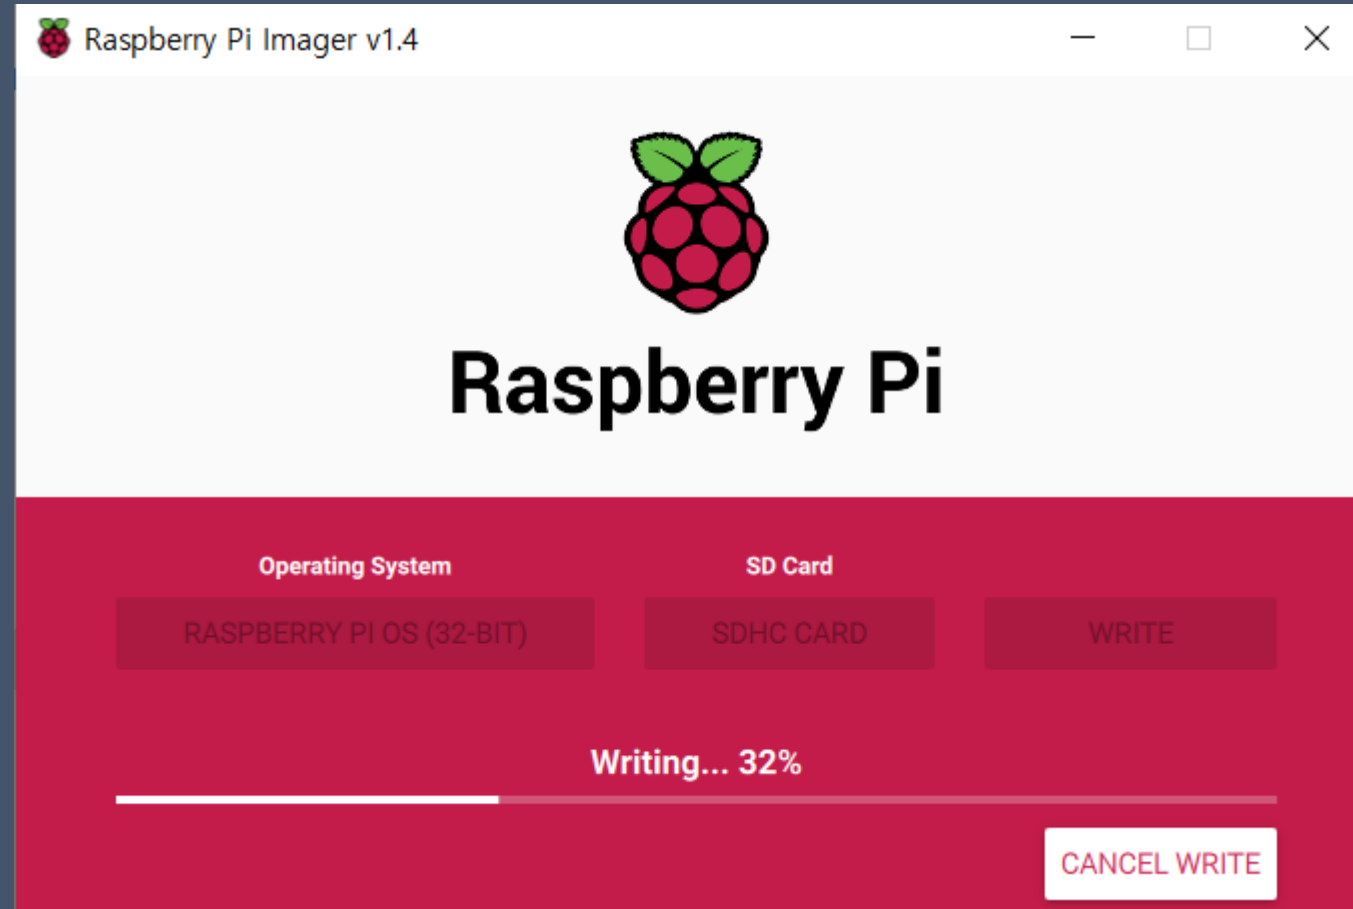 Raspberry Pi Imager v1.4
Raspberry Pi
Operating System
SD Card
RASPBERRY PI OS (32-BIT)
SDHC CARD
WRITE
Writing... 32%
CANCEL WRITE